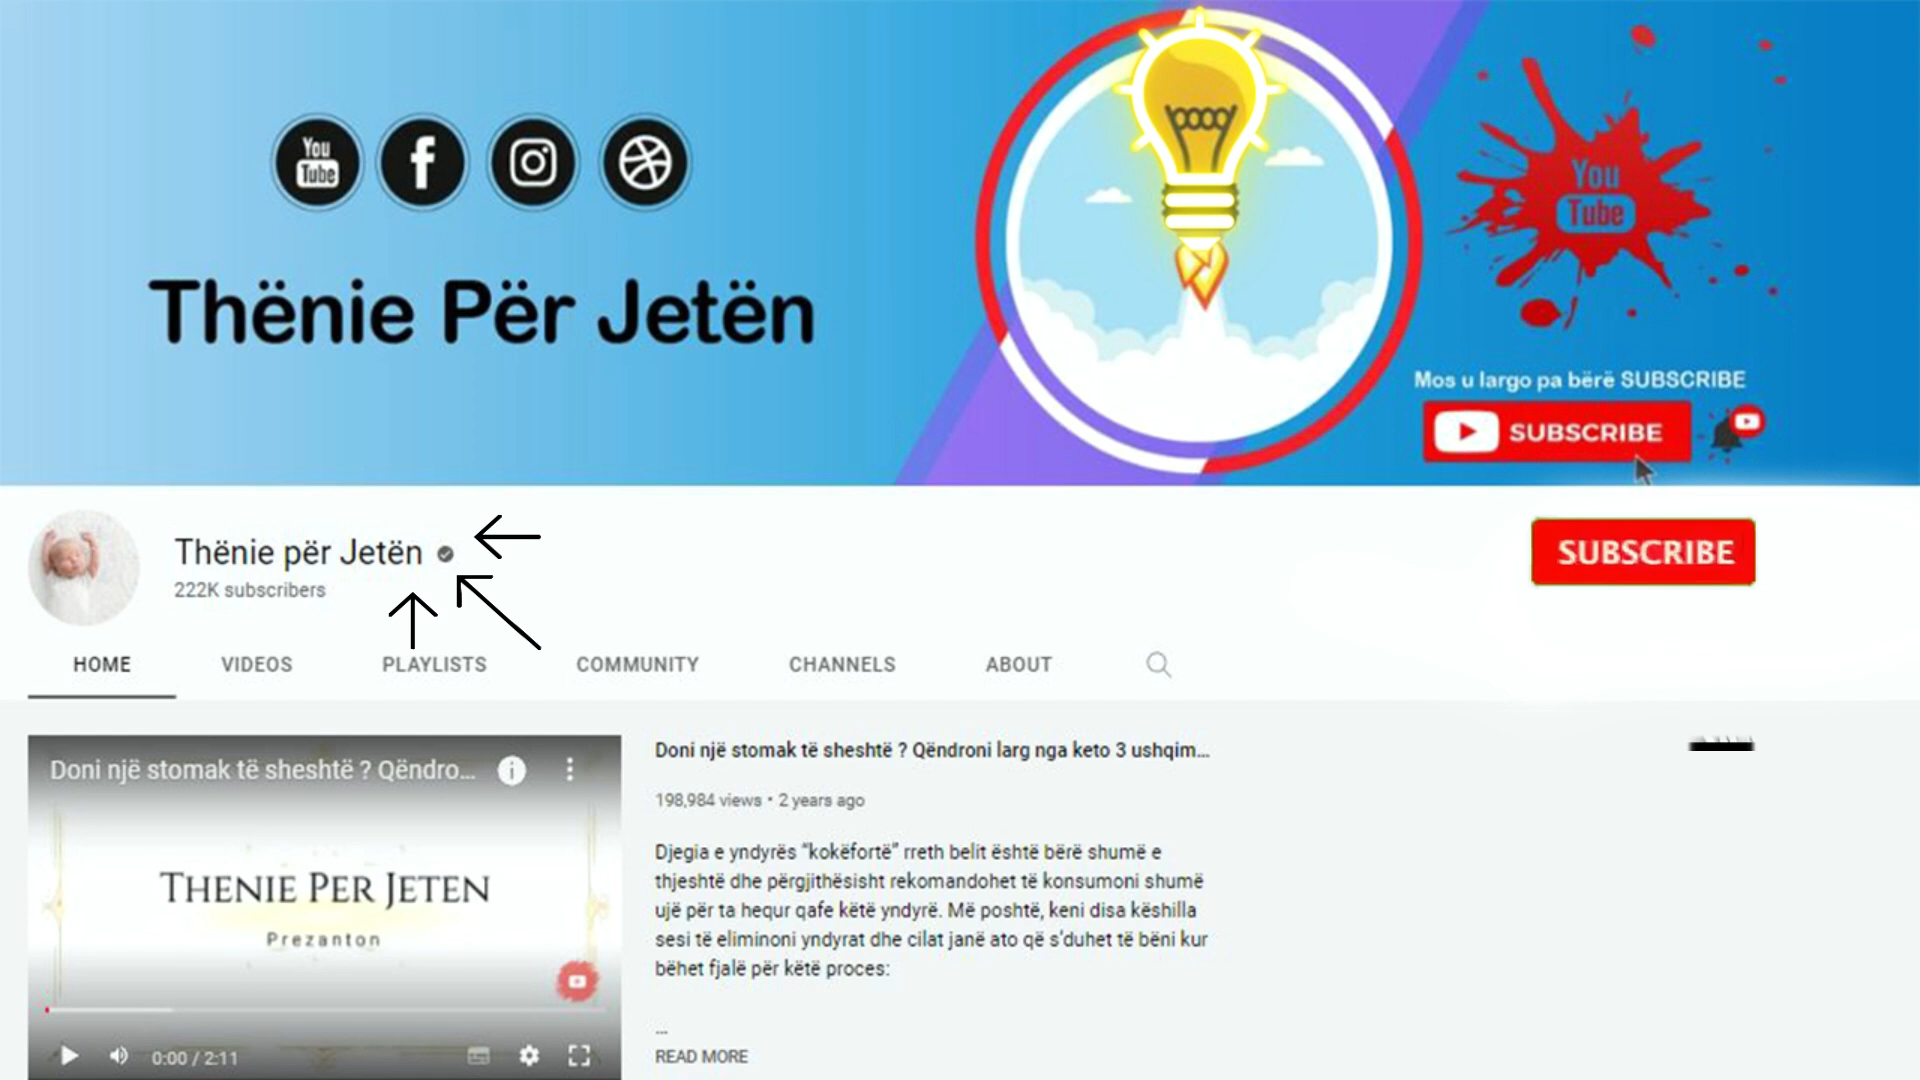 You
Tube
Thënie Për Jetën
You
Tube
Mos u largo pa bërë SUBSCRIBE
SUBSCRIBE
Thënie për Jetën
222K subscribers
SUBSCRIBE
HOME VIDEOS PLAYLISTS COMMUNITY CHANNELS ABOUT
Doni një stomak të sheshtë ? Qëndro...
THENIE PER JETEN
Prezanton
0:00 / 2:11
Doni një stomak të sheshtë ? Qëndroni larg nga keto 3 ushqim...
198,984 views • 2 years ago
Djegia e yndyrës “kokëfortë” rreth belit është bërë shumë e
thjeshtë dhe përgjithësisht rekomandohet të konsumoni shumë
ujë për ta hequr qafe këtë yndyrë. Më poshtë, keni disa këshilla
sesi të eliminoni yndyrat dhe cilat janë ato që s'duhet të bëni kur
bëhet fjalë për këtë proces:
...
READ MORE